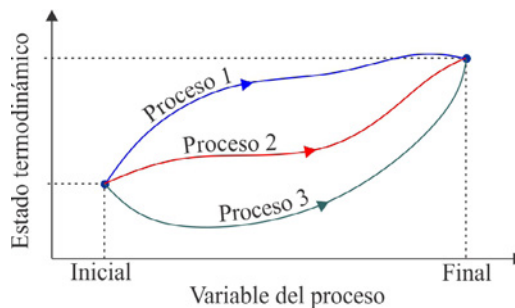 Estado termodinámico
Proceso 1
Proceso 2
Proceso 3
Inicial
Final
Variable del proceso